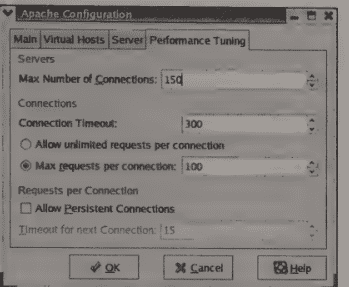 Apache Configuration
Main Virtual Hosts Server Performance Tuning
Servers
Max Number of Connections: 150
Connections
Connection Timeout: 300
Allow unlimited requests per connection
Max requests per connection: 100
Requests per Connection
Allow Persistent Connections
Timeout for next Connection: 15
OK Cancel Help